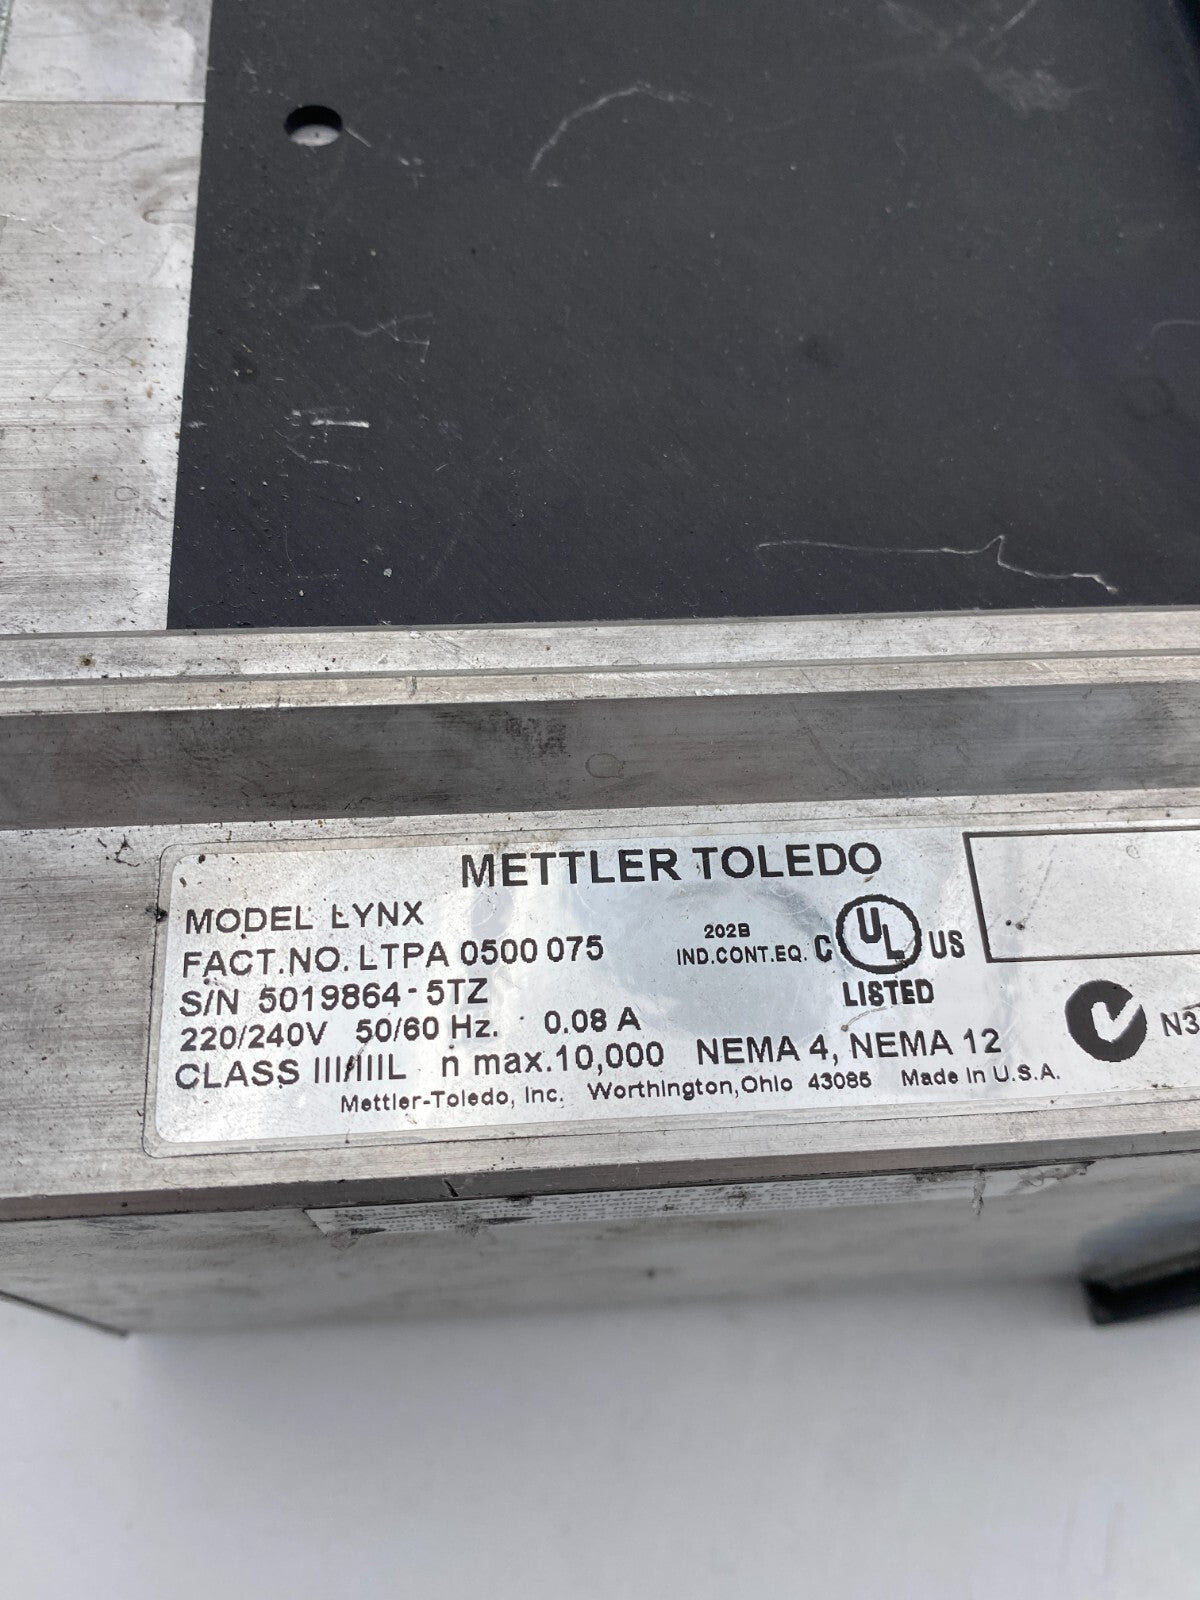 METTLER TOLEDO
MODEL LYNX
FACT.NO. LTPA 0500 075
202B
IND.CONT.EQ.
C UL US
LISTED
S/N 5019864-5TZ
220/240V 50/60 Hz. 0.08 A
N3
CLASS III/IIIL n max.10,000 NEMA 4, NEMA 12
Mettler-Toledo, Inc. Worthington,Ohio 43085 Made in U.S.A.